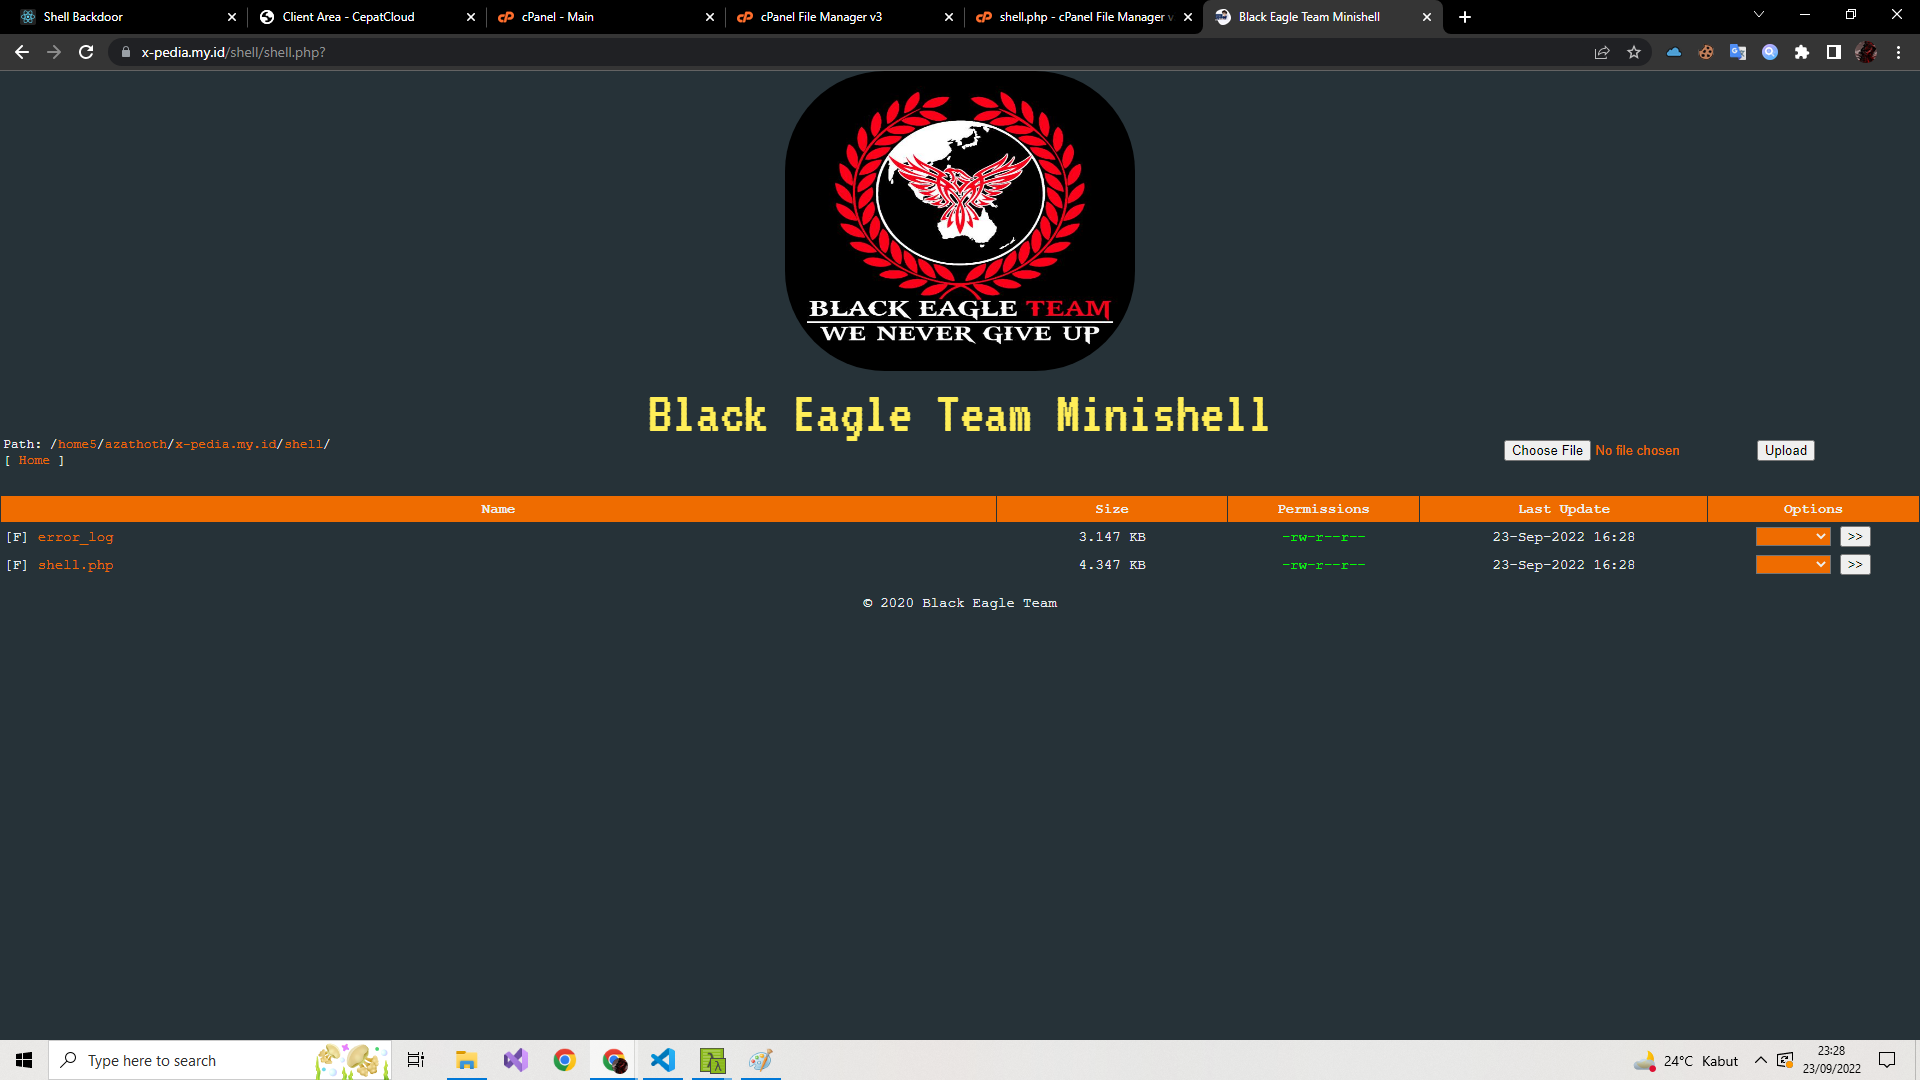 Shell Backdoor
Client Area - CepatCloud
cPanel - Main
cPanel File Manager v3
shell.php - cPanel File Manager v
Black Eagle Team Minishell
x-pedia.my.id/shell/shell.php?
BLACK EAGLE TEAM
WE NEVER GIVE UP
Black Eagle Team Minishell
Path: /home5/azathoth/x-pedia.my.id/shell/
[ Home ]
Choose File No file chosen Upload
Name Size Permissions Last Update Options
[F] error_log 3.147 KB -rw-r--r-- 23-Sep-2022 16:28 >>
[F] shell.php 4.347 KB -rw-r--r-- 23-Sep-2022 16:28 >>
© 2020 Black Eagle Team
Type here to search
24°C Kabut
23:28
23/09/2022